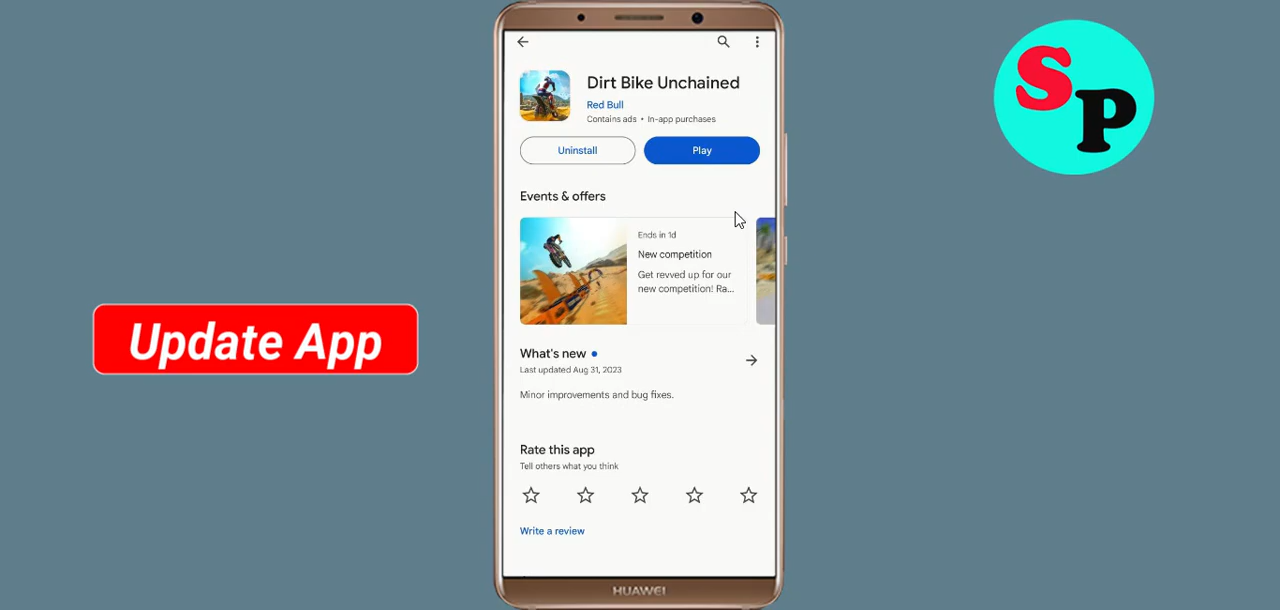 Dirt Bike Unchained
Red Bull
Contains ads • In-app purchases
Uninstall
Play
Events & offers
Ends in 1d
New competition
Get revved up for our
new competition! Ra...
What's new
Last updated Aug 31, 2023
Minor improvements and bug fixes.
Rate this app
Tell others what you think
Write a review
HUAWEI
Update App
SP